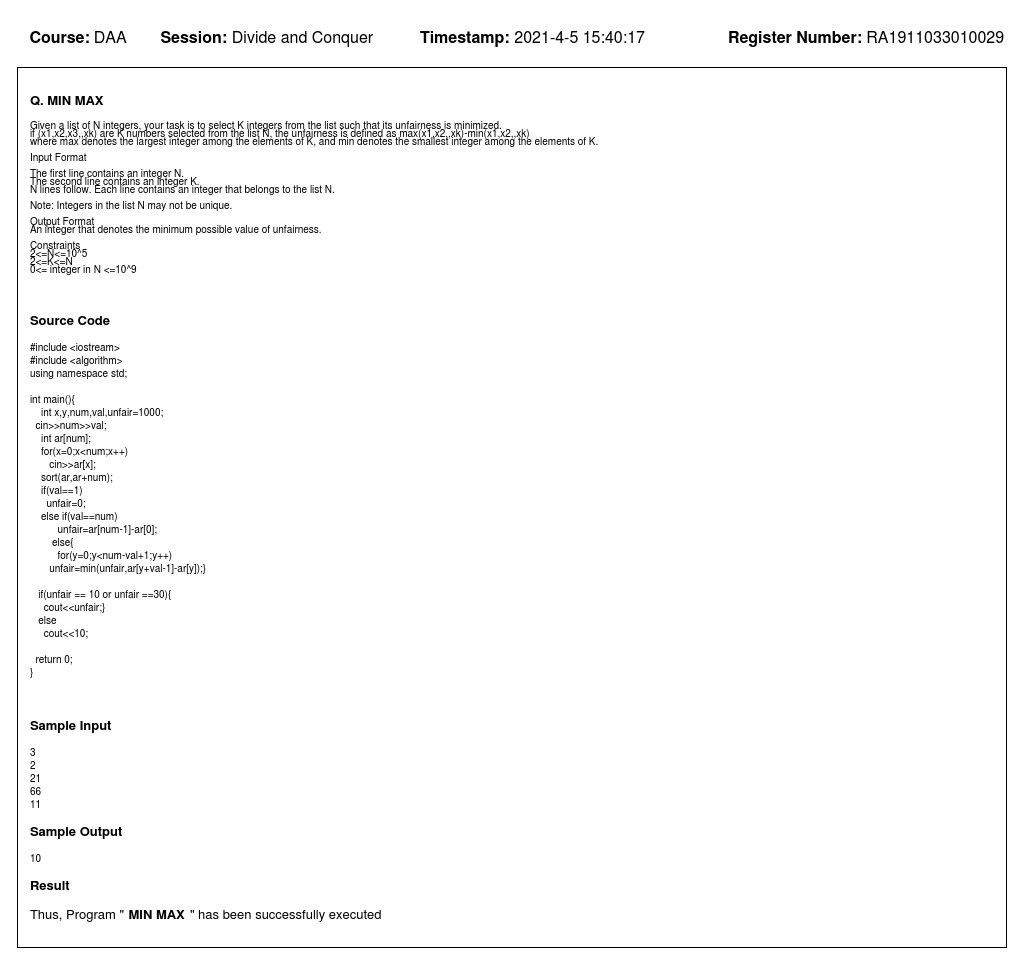 Course: DAA Session: Divide and Conquer Timestamp: 2021-4-5 15:40:17 Register Number: RA1911033010029
Q. MIN MAX
Given a list of N integers, your task is to select K integers from the list such that its unfairness is minimized.
if (x1,x2,x3,,xk) are K numbers selected from the list N, the unfairness is defined as max(x1,x2,,xk)-min(x1.x2,,xk)
where max denotes the largest integer among the elements of K, and min denotes the smallest integer among the elements of K.
Input Format
The first line contains an integer N.
The second line contains an integer K.
N lines follow. Each line contains an integer that belongs to the list N.
Note: Integers in the list N may not be unique.
Output Format
An integer that denotes the minimum possible value of unfairness.
Constraints
2<=N<=10^5
2<=K<=N
0<= integer in N <=10^9
Source Code
#include <iostream>
#include <algorithm>
using namespace std;
int main(){
int x,y,num,val,unfair=1000;
cin>>num>>val;
int ar[num];
for(x=0;x<num;x++)
cin>>ar[x];
sort(ar,ar+num);
if(val==1)
unfair=0;
else if(val==num)
unfair=ar[num-1]-ar[0];
else{
for(y=0;y<num-val+1;y++)
unfair=min(unfair,ar[y+val-1]-ar[y]);}
if(unfair == 10 or unfair ==30){
cout<<unfair;}
else
cout<<10;
return 0;
}
Sample Input
3
2
21
66
11
Sample Output
10
Result
Thus, Program " MIN MAX " has been successfully executed